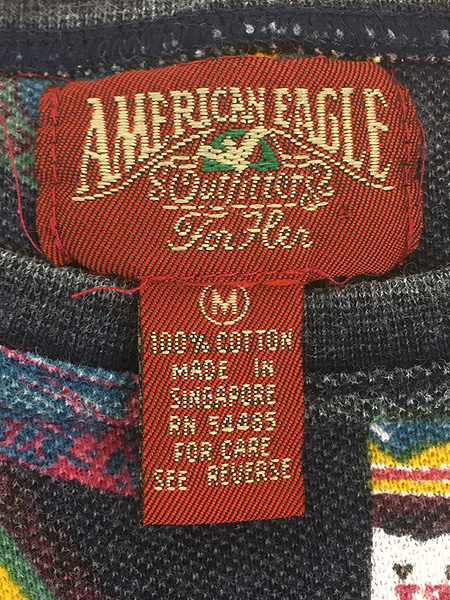 AMERICAN EAGLE
Outfitters
For Her
M
100% COTTON
MADE IN
SINGAPORE
RN 54485
FOR CARE
SEE REVERSE